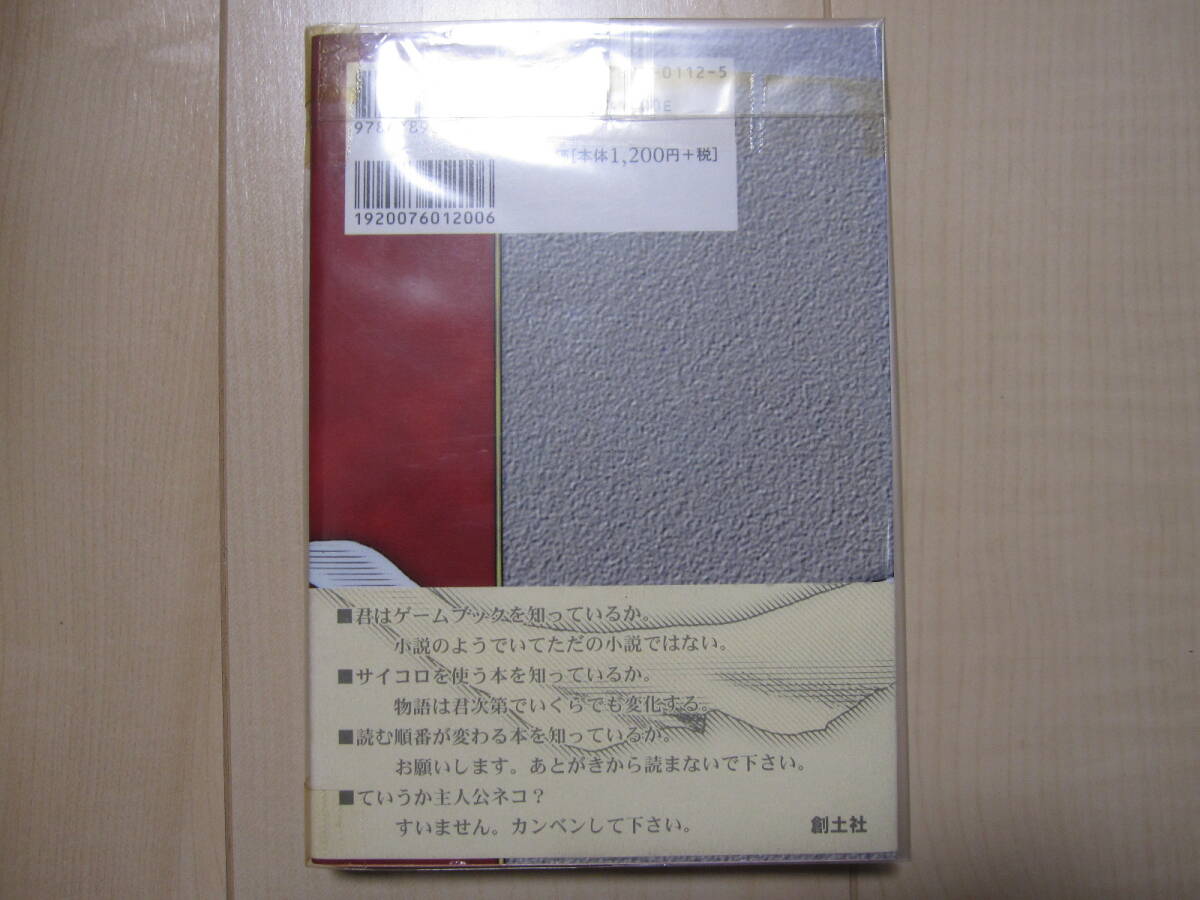 -0112-5
[本体1,200円+税]
1920076012006
■君はゲームブックを知っているか。
小説のようでいてただの小説ではない。
■サイコロを使う本を知っているか。
物語は君次第でいくらでも変化する。
■読む順番が変わる本を知っているか。
お願いします。あとがきから読まないで下さい。
■ていうか主人公ネコ？
すいません。カンベンして下さい。
創土社